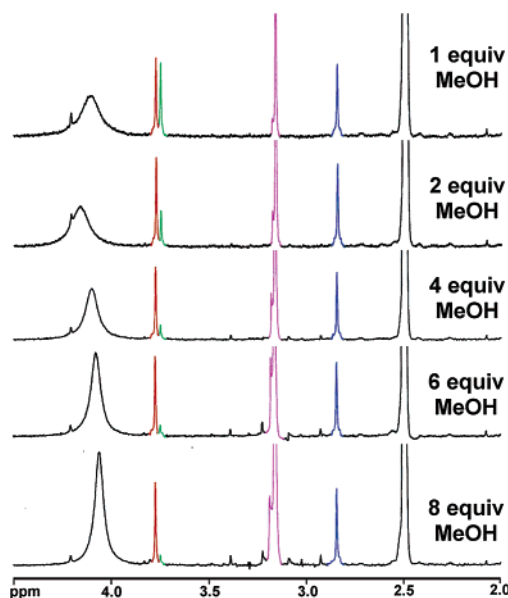 1 equiv
MeOH
2 equiv
MeOH
4 equiv
MeOH
6 equiv
MeOH
8 equiv
MeOH
ppm 4.0 3.5 3.0 2.5 2.0